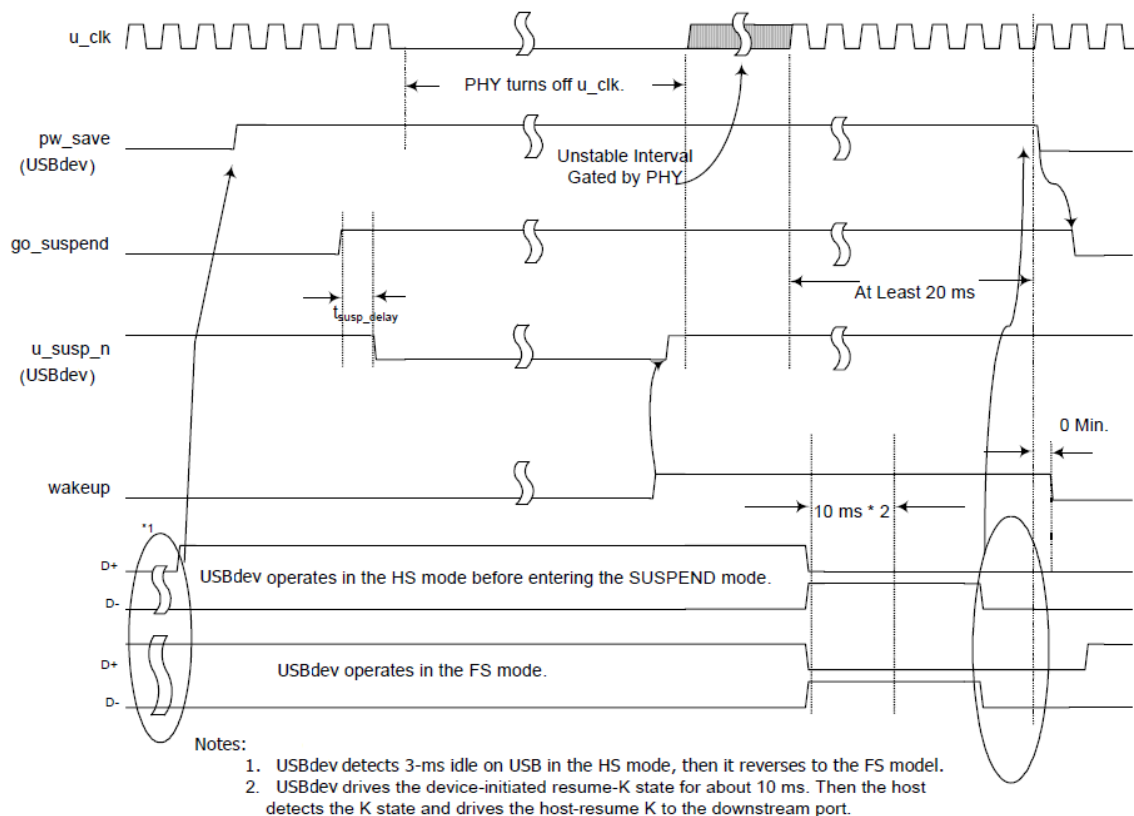 u_clk
PHY turns off u_clk.
pw_save
(USBdev)
Unstable Interval
Gated by PHY
go_suspend
At Least 20 ms
tsusp_delay
u_susp_n
(USBdev)
0 Min.
wakeup
10 ms * 2
*1
D+
USBdev operates in the HS mode before entering the SUSPEND mode.
D-
D+
USBdev operates in the FS mode.
D-
Notes:
1. USBdev detects 3-ms idle on USB in the HS mode, then it reverses to the FS model.
2. USBdev drives the device-initiated resume-K state for about 10 ms. Then the host
detects the K state and drives the host-resume K to the downstream port.